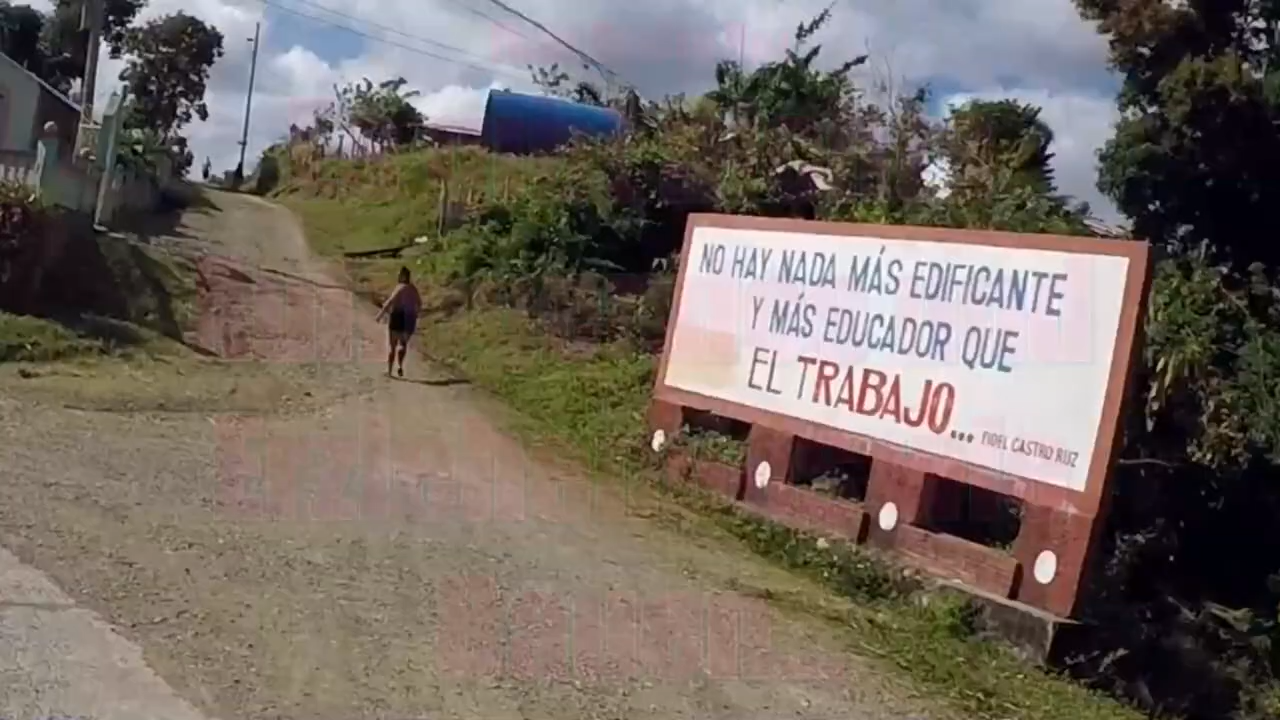 NO HAY NADA MÁS EDIFICANTE
Y MÁS EDUCADOR QUE
EL TRABAJO...
FIDEL CASTRO RUZ